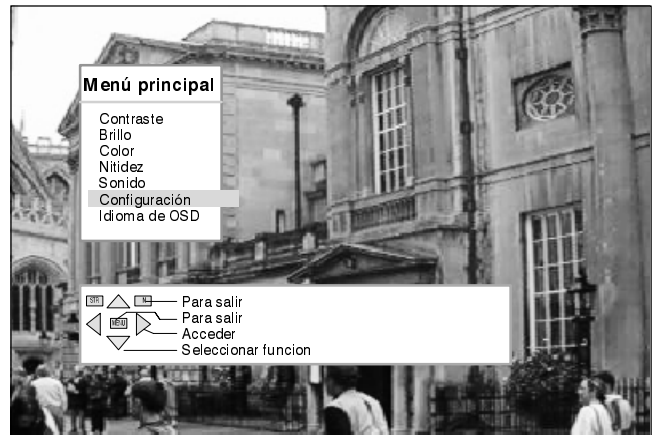 Menú principal
Contraste
Brillo
Color
Nitidez
Sonido
Configuración
Idioma de OSD
STR
N
Para salir
MENU
Para salir
Acceder
Seleccionar funcion